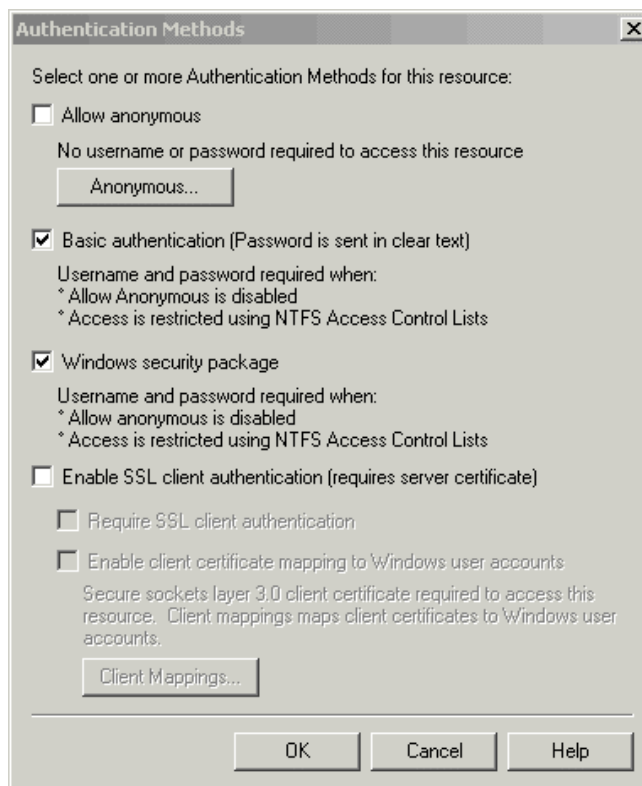 Authentication Methods
Select one or more Authentication Methods for this resource:
Allow anonymous
No username or password required to access this resource
Anonymous...
Basic authentication (Password is sent in clear text)
Username and password required when:
* Allow Anonymous is disabled
* Access is restricted using NTFS Access Control Lists
Windows security package
Username and password required when:
* Allow anonymous is disabled
* Access is restricted using NTFS Access Control Lists
Enable SSL client authentication (requires server certificate)
Require SSL client authentication
Enable client certificate mapping to Windows user accounts
Secure sockets layer 3.0 client certificate required to access this
resource. Client mappings maps client certificates to Windows user
accounts.
Client Mappings...
OK Cancel Help